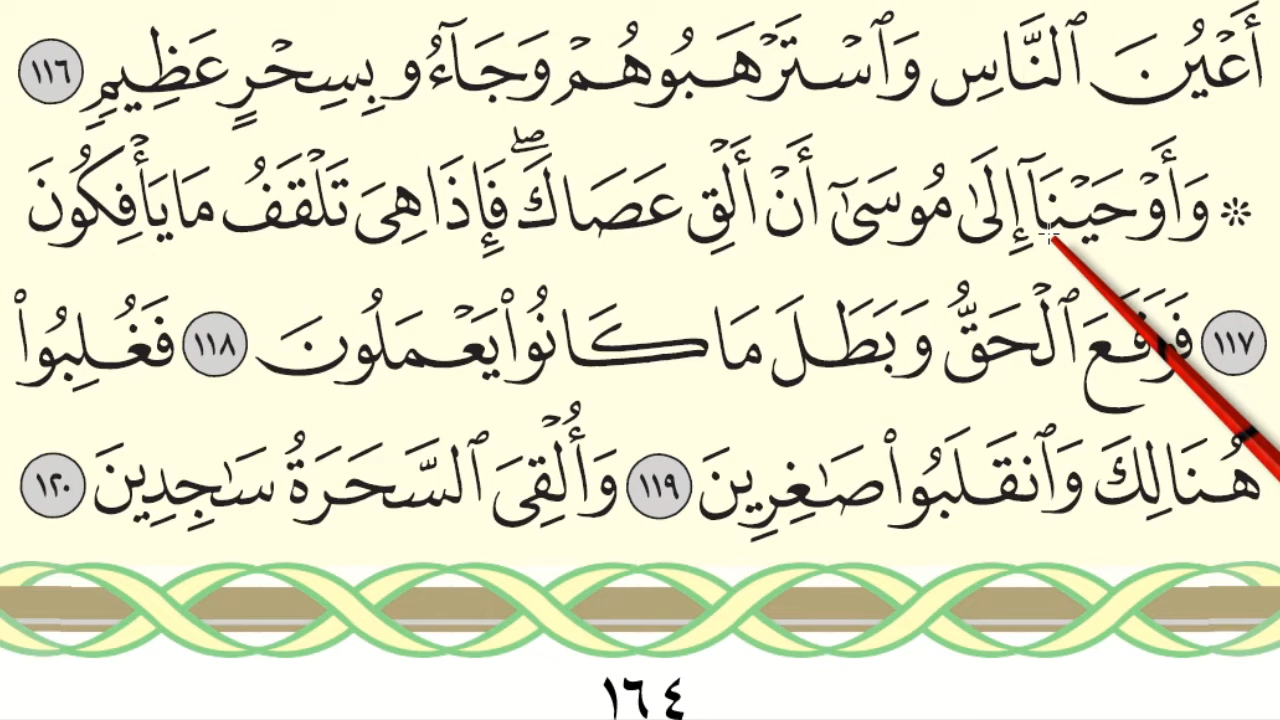 أَعْيُنَ ٱلنَّاسِ وَٱسْتَرْهَبُوهُمْ وَجَآءُو بِسِحْرٍ عَظِيمٍ ١١٦
۞ وَأَوْحَيْنَآ إِلَىٰ مُوسَىٰٓ أَنْ أَلْقِ عَصَاكَۖ فَإِذَا هِىَ تَلْقَفُ مَا يَأْفِكُونَ
١١٧ فَوَقَعَ ٱلْحَقُّ وَبَطَلَ مَا كَانُوا۟ يَعْمَلُونَ ١١٨ فَغُلِبُوا۟
هُنَالِكَ وَٱنقَلَبُوا۟ صَـٰغِرِينَ ١١٩ وَأُلْقِىَ ٱلسَّحَرَةُ سَـٰجِدِينَ ١٢٠
١٦٤